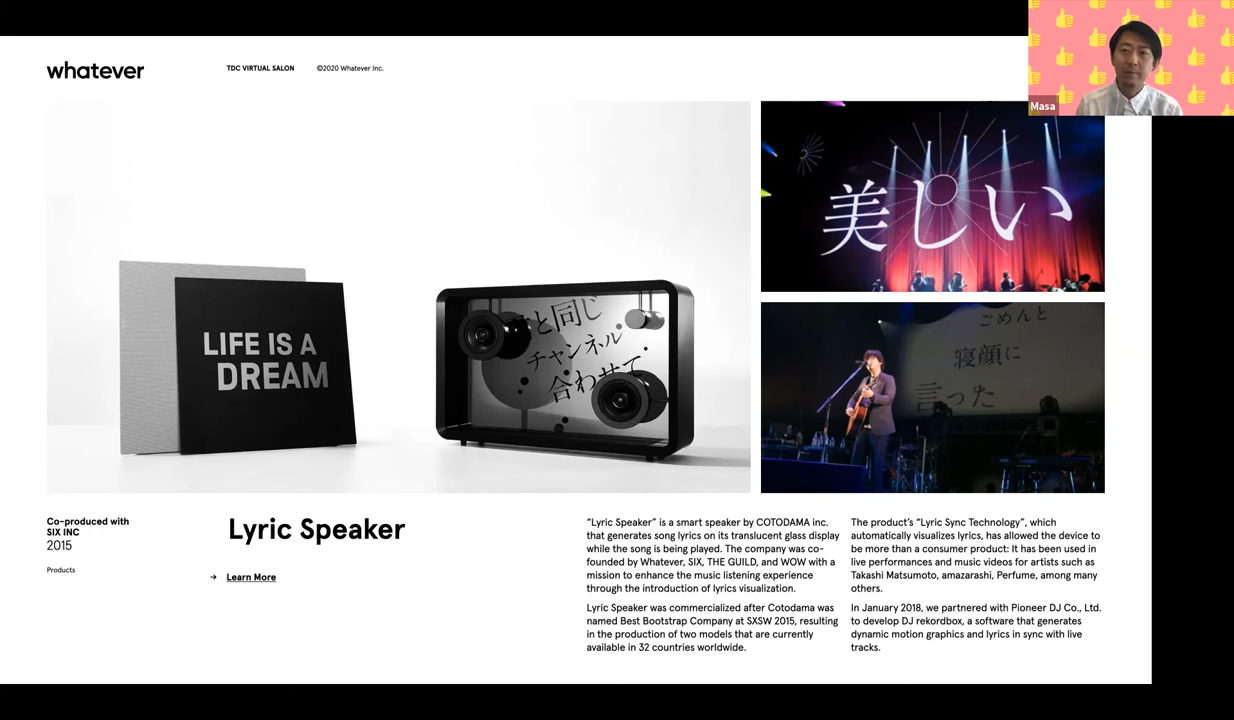 whatever
TDC VIRTUAL SALON
©2020 Whatever Inc.
Masa
LIFE IS A
DREAM
と同じ
チャンネル
合わせて
美しい
ごめんと
寝顔に
言った
Co-produced with
SIX INC
2015
Products
Lyric Speaker
→ Learn More
“Lyric Speaker” is a smart speaker by COTODAMA inc.
that generates song lyrics on its translucent glass display
while the song is being played. The company was co-
founded by Whatever, SIX, THE GUILD, and WOW with a
mission to enhance the music listening experience
through the introduction of lyrics visualization.
Lyric Speaker was commercialized after Cotodama was
named Best Bootstrap Company at SXSW 2015, resulting
in the production of two models that are currently
available in 32 countries worldwide.
The product’s “Lyric Sync Technology”, which
automatically visualizes lyrics, has allowed the device to
be more than a consumer product: It has been used in
live performances and music videos for artists such as
Takashi Matsumoto, amazarashi, Perfume, among many
others.
In January 2018, we partnered with Pioneer DJ Co., Ltd.
to develop DJ rekordbox, a software that generates
dynamic motion graphics and lyrics in sync with live
tracks.